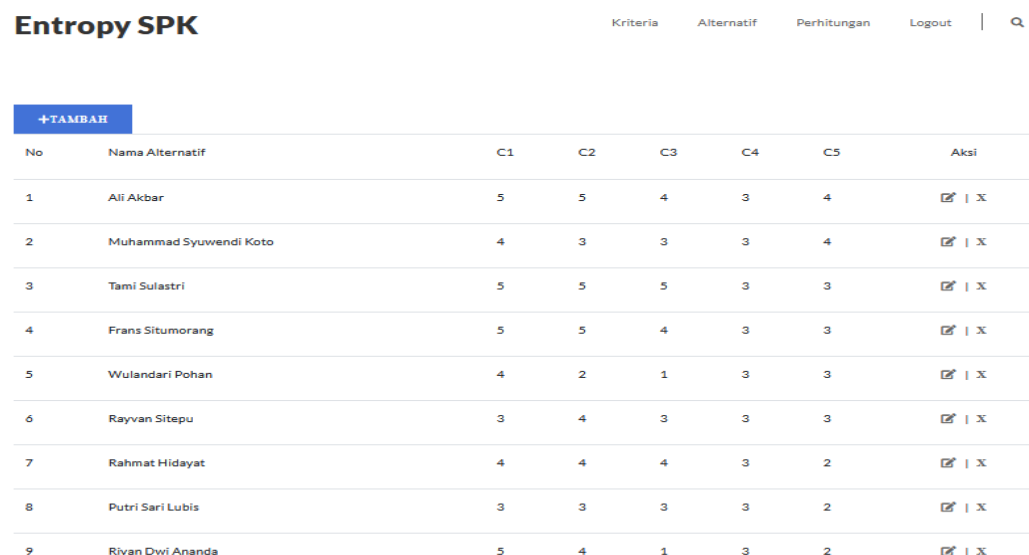 Entropy SPK Kriteria Alternatif Perhitungan Logout
+TAMBAH
No Nama Alternatif C1 C2 C3 C4 C5 Aksi
1 Ali Akbar 5 5 4 3 4 | X
2 Muhammad Syuwendi Koto 4 3 3 3 4 | X
3 Tami Sulastri 5 5 5 3 3 | X
4 Frans Situmorang 5 5 4 3 3 | X
5 Wulandari Pohan 4 2 1 3 3 | X
6 Rayvan Sitepu 3 4 3 3 3 | X
7 Rahmat Hidayat 4 4 4 3 2 | X
8 Putri Sari Lubis 3 3 3 3 2 | X
9 Riyan Dwi Ananda 5 4 1 3 2 | X